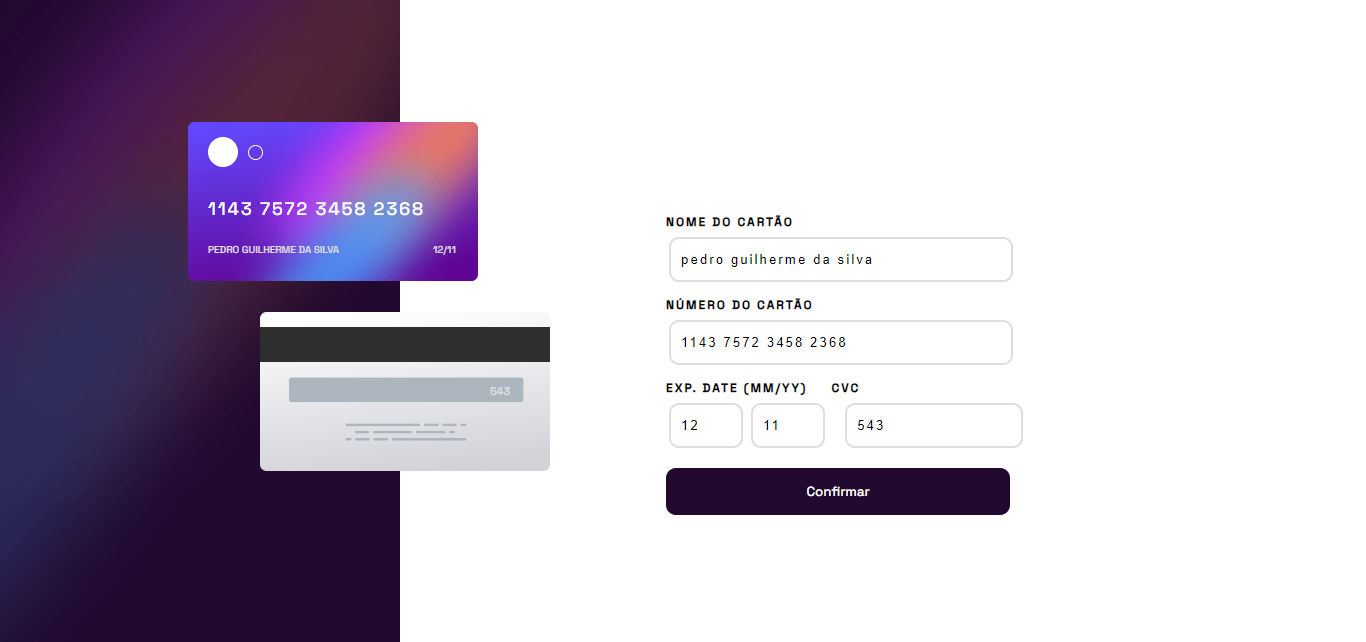 1143 7572 3458 2368
PEDRO GUILHERME DA SILVA 12/11
543
NOME DO CARTÃO
pedro guilherme da silva
NÚMERO DO CARTÃO
1143 7572 3458 2368
EXP. DATE (MM/YY) CVC
12 11 543
Confirmar